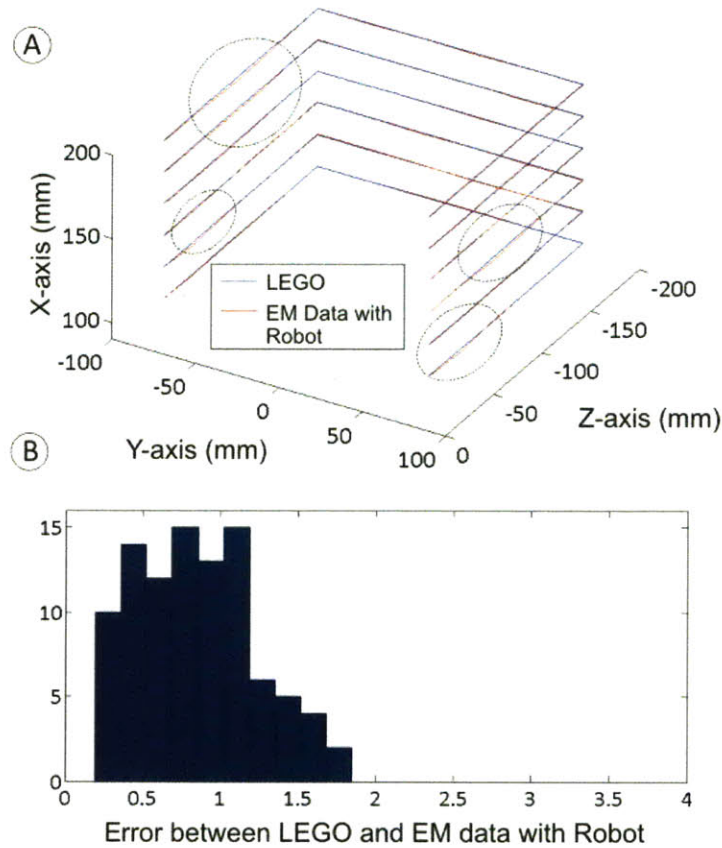 A
200
150
100
X-axis (mm)
-100
-50
0
50
100
Y-axis (mm)
0
-50
-100
-150
-200
Z-axis (mm)
LEGO
EM Data with
Robot
B
15
10
5
0
0
0.5
1
1.5
2
2.5
3
3.5
4
Error between LEGO and EM data with Robot